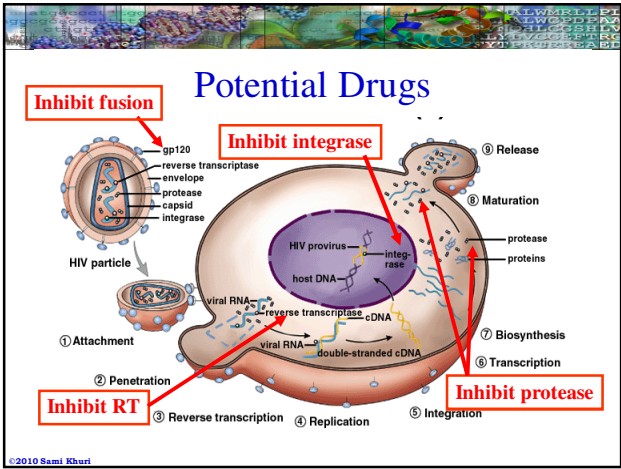 ALWMRLLPL
ALWGPDPAA
Potential Drugs
Inhibit fusion
Inhibit integrase
gp120
reverse transcriptase
envelope
protease
capsid
integrase
HIV particle
⑨ Release
⑧ Maturation
HIV provirus
integ-
rase
host DNA
protease
proteins
viral RNA
reverse transcriptase
cDNA
viral RNA
double-stranded cDNA
① Attachment
⑦ Biosynthesis
⑥ Transcription
② Penetration
Inhibit protease
Inhibit RT
③ Reverse transcription
④ Replication
⑤ Integration
©2010 Sami Khuri